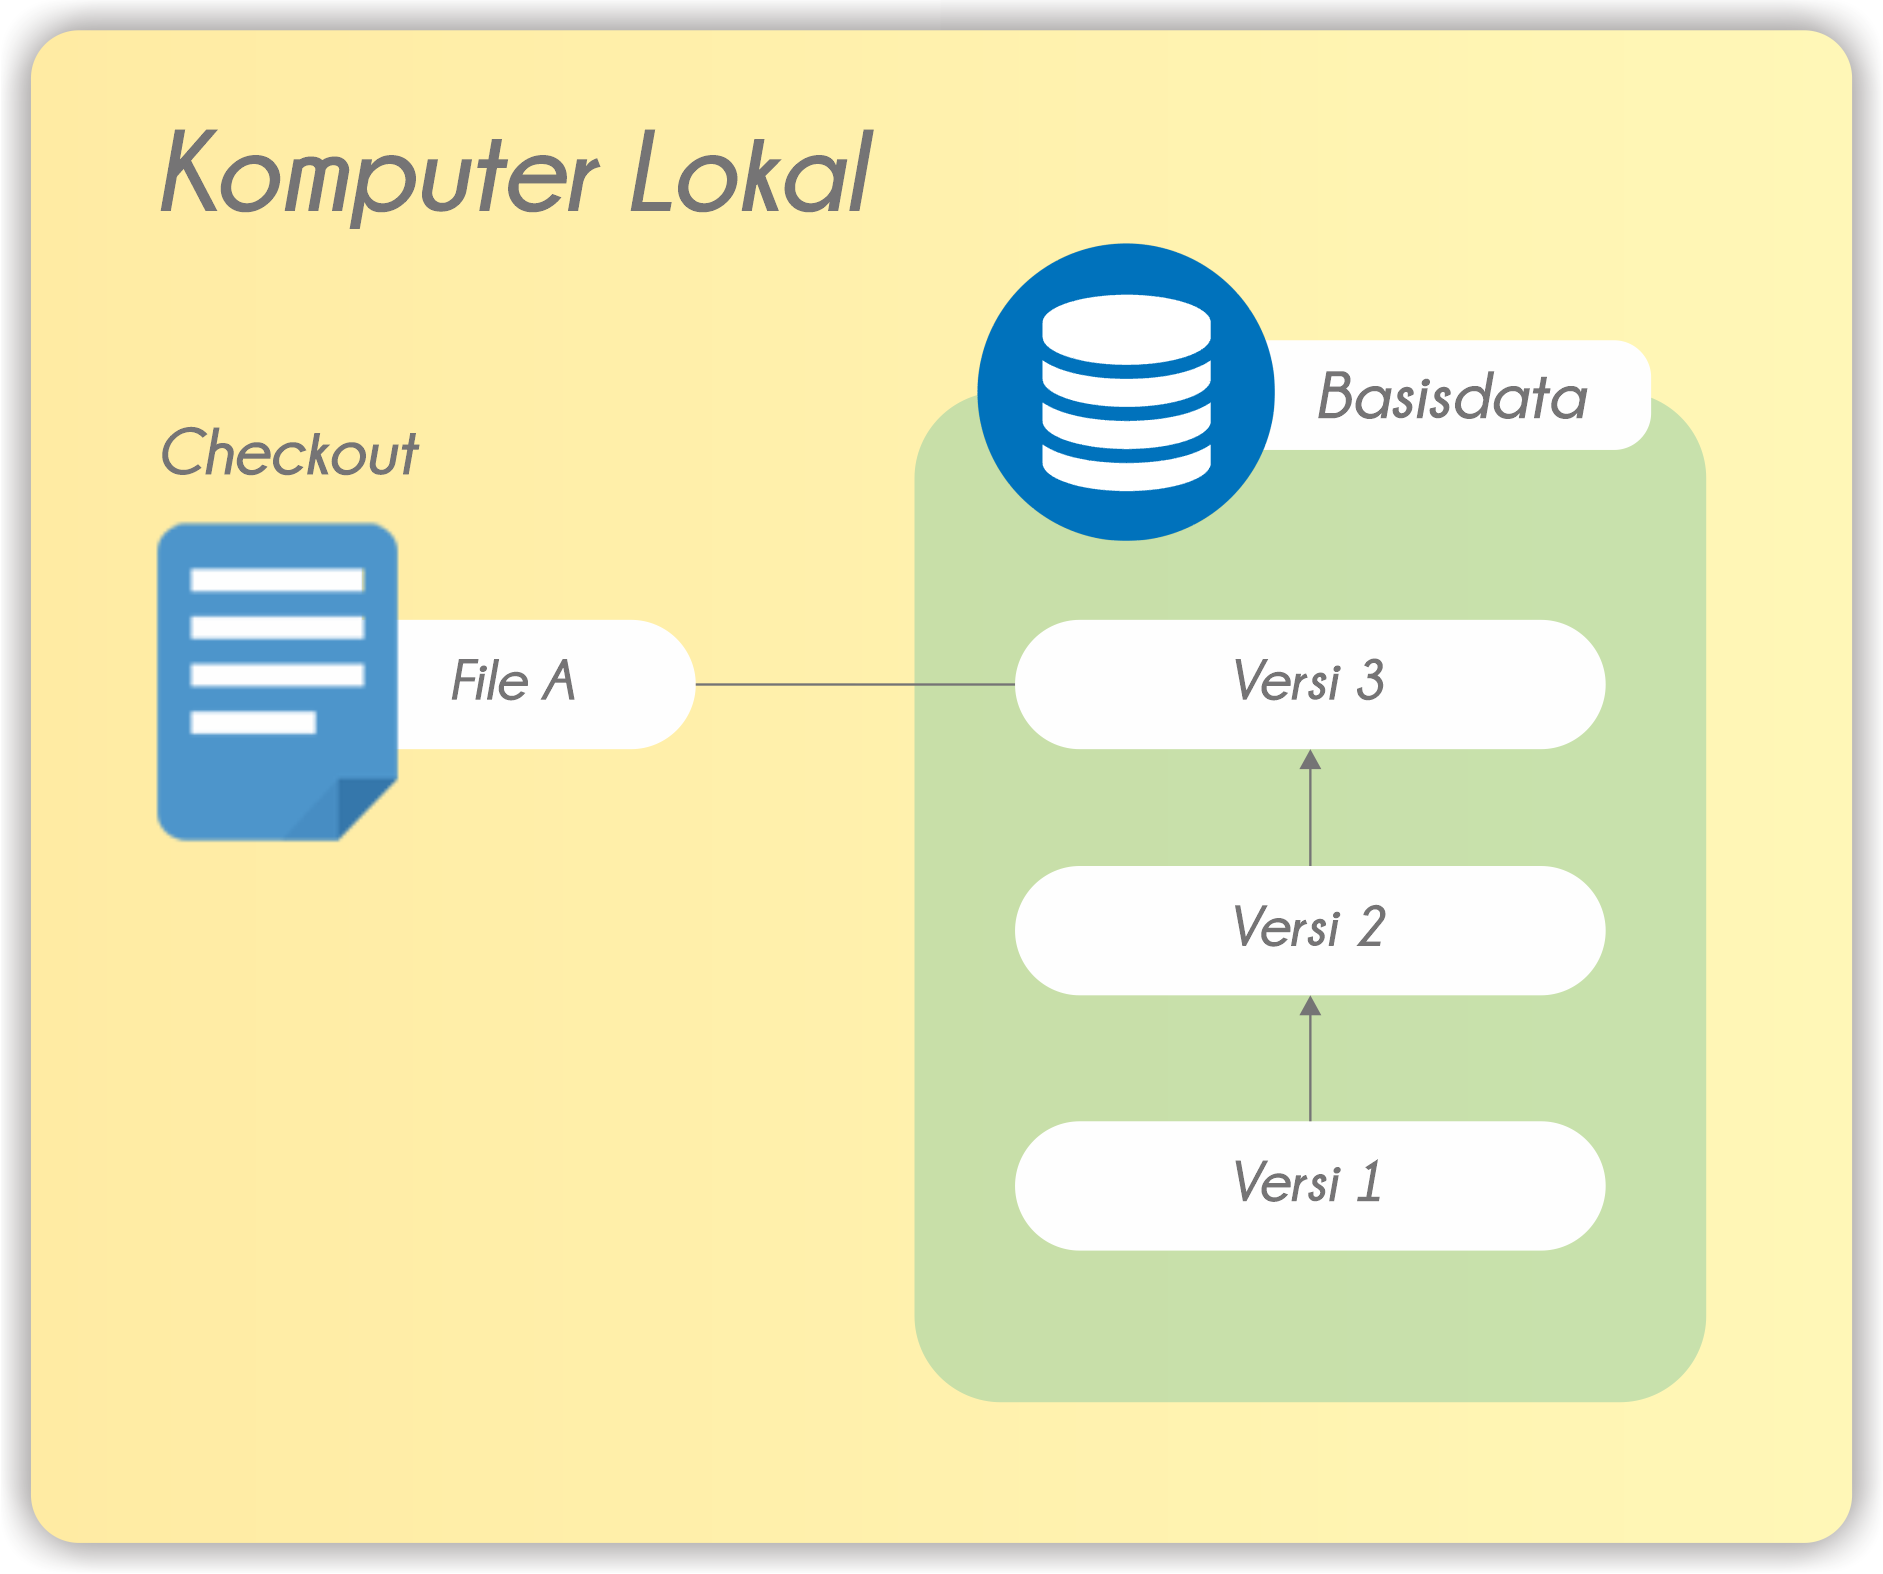 Komputer Lokal
Basisdata
Checkout
File A
Versi 3
Versi 2
Versi 1